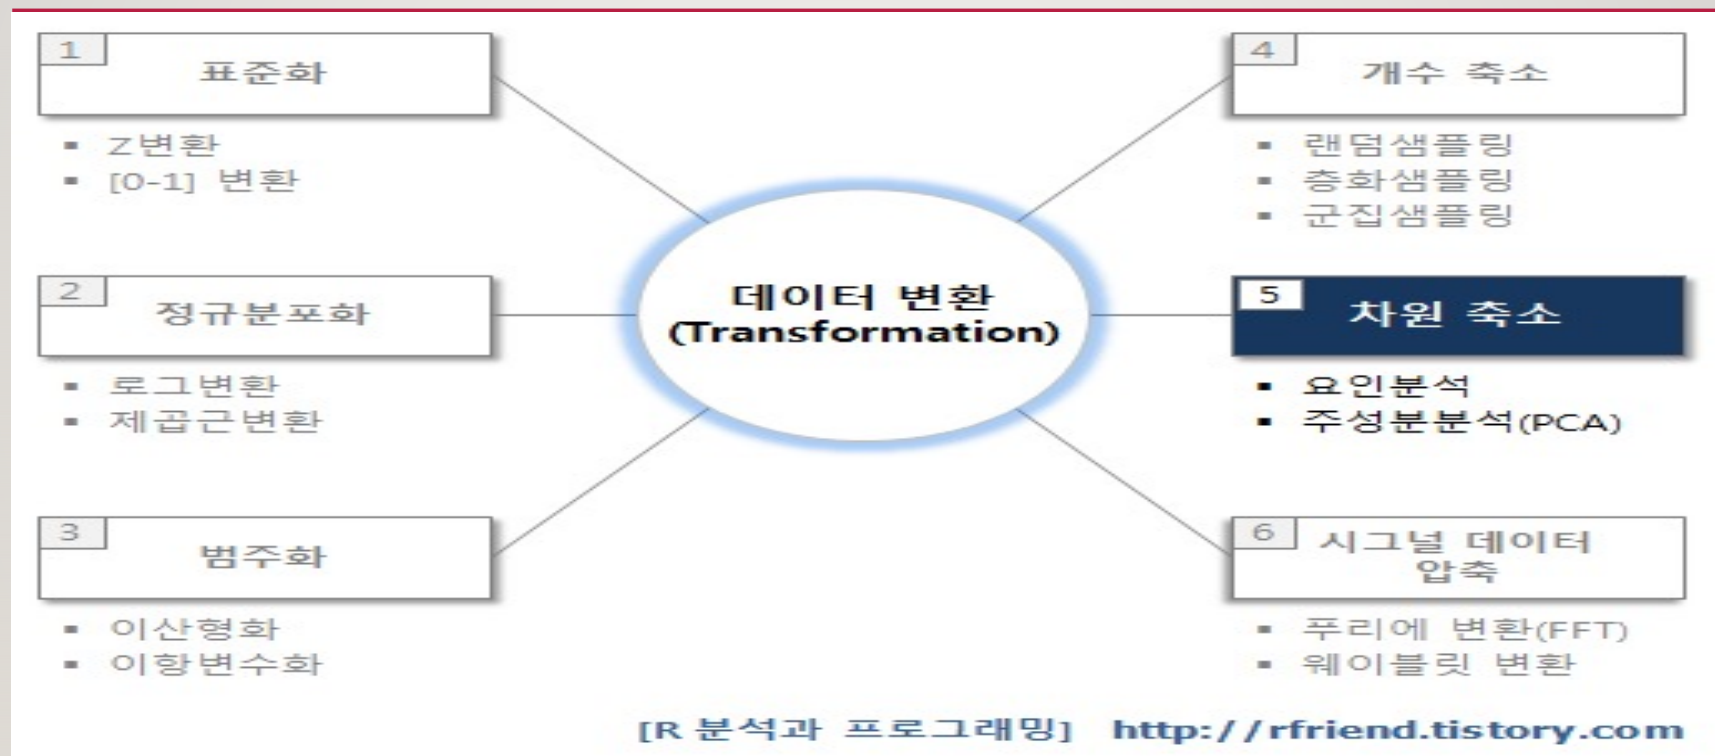 1
표준화
▪ Z변환
▪ [0-1] 변환
2
정규분포화
▪ 로그변환
▪ 제곱근변환
3
범주화
▪ 이산형화
▪ 이항변수화
데이터 변환
(Transformation)
4
개수 축소
▪ 랜덤샘플링
▪ 층화샘플링
▪ 군집샘플링
5
차원 축소
▪ 요인분석
▪ 주성분분석(PCA)
6
시그널 데이터
압축
▪ 푸리에 변환(FFT)
▪ 웨이블릿 변환
[R 분석과 프로그래밍] http://rfriend.tistory.com